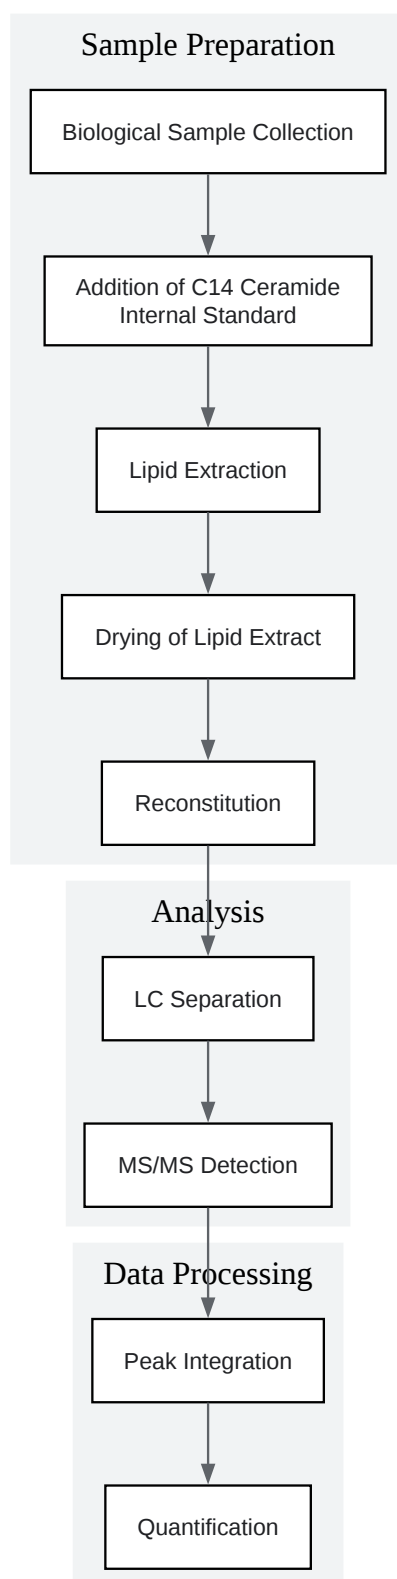 Sample Preparation
Biological Sample Collection
Addition of C14 Ceramide
Internal Standard
Lipid Extraction
Drying of Lipid Extract
Reconstitution
Analysis
LC Separation
MS/MS Detection
Data Processing
Peak Integration
Quantification